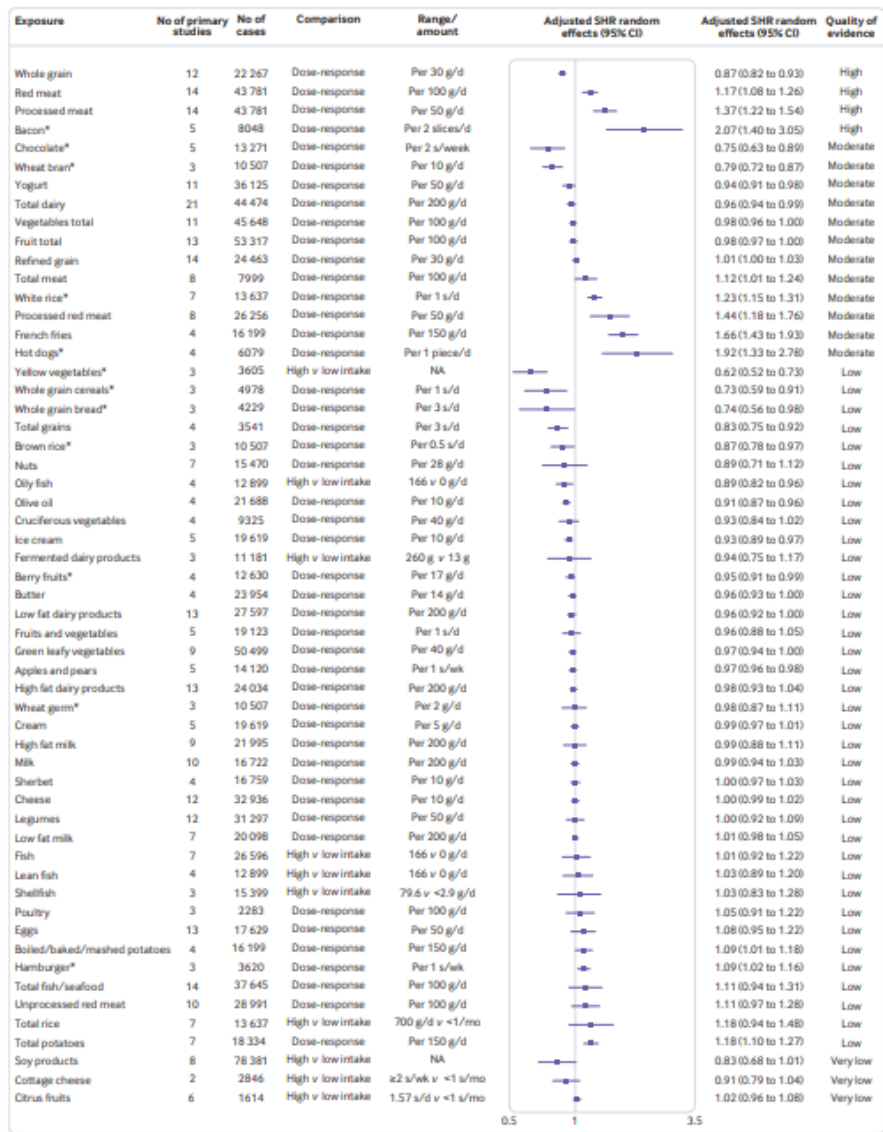 Exposure No of primary studies No of cases Comparison Range/amount Adjusted SHR random effects (95% CI) Adjusted SHR random effects (95% CI) Quality of evidence
Whole grain 12 22 267 Dose-response Per 30 g/d 0.87 (0.82 to 0.93) High
Red meat 14 43 781 Dose-response Per 100 g/d 1.17 (1.08 to 1.26) High
Processed meat 14 43 781 Dose-response Per 50 g/d 1.37 (1.22 to 1.54) High
Bacon* 5 8048 Dose-response Per 2 slices/d 2.07 (1.40 to 3.05) High
Chocolate* 5 13 271 Dose-response Per 2 s/week 0.75 (0.63 to 0.89) Moderate
Wheat bran* 3 10 507 Dose-response Per 10 g/d 0.79 (0.72 to 0.87) Moderate
Yogurt 11 36 125 Dose-response Per 50 g/d 0.94 (0.91 to 0.98) Moderate
Total dairy 21 44 474 Dose-response Per 200 g/d 0.96 (0.94 to 0.99) Moderate
Vegetables total 11 45 648 Dose-response Per 100 g/d 0.98 (0.96 to 1.00) Moderate
Fruit total 13 53 317 Dose-response Per 100 g/d 0.98 (0.97 to 1.00) Moderate
Refined grain 14 24 463 Dose-response Per 30 g/d 1.01 (1.00 to 1.03) Moderate
Total meat 8 7999 Dose-response Per 100 g/d 1.12 (1.01 to 1.24) Moderate
White rice* 7 13 637 Dose-response Per 1 s/d 1.23 (1.15 to 1.31) Moderate
Processed red meat 8 26 256 Dose-response Per 50 g/d 1.44 (1.18 to 1.76) Moderate
French fries 4 16 199 Dose-response Per 150 g/d 1.66 (1.43 to 1.93) Moderate
Hot dogs* 4 6079 Dose-response Per 1 piece/d 1.92 (1.33 to 2.78) Moderate
Yellow vegetables* 3 3605 High v low intake NA 0.62 (0.52 to 0.73) Low
Whole grain cereals* 3 4978 Dose-response Per 1 s/d 0.73 (0.59 to 0.91) Low
Whole grain bread* 3 4229 Dose-response Per 3 s/d 0.74 (0.56 to 0.98) Low
Total grains 4 3541 Dose-response Per 3 s/d 0.83 (0.75 to 0.92) Low
Brown rice* 3 10 507 Dose-response Per 0.5 s/d 0.87 (0.78 to 0.97) Low
Nuts 7 15 470 Dose-response Per 28 g/d 0.89 (0.71 to 1.12) Low
Oily fish 4 12 899 High v low intake 166 v 0 g/d 0.89 (0.82 to 0.96) Low
Olive oil 4 21 688 Dose-response Per 10 g/d 0.91 (0.87 to 0.96) Low
Cruciferous vegetables 4 9325 Dose-response Per 40 g/d 0.93 (0.84 to 1.02) Low
Ice cream 5 19 619 Dose-response Per 10 g/d 0.93 (0.89 to 0.97) Low
Fermented dairy products 3 11 181 High v low intake 260 g v 13 g 0.94 (0.75 to 1.17) Low
Berry fruits* 4 12 630 Dose-response Per 17 g/d 0.95 (0.91 to 0.99) Low
Butter 4 23 954 Dose-response Per 14 g/d 0.96 (0.93 to 1.00) Low
Low fat dairy products 13 27 597 Dose-response Per 200 g/d 0.96 (0.92 to 1.00) Low
Fruits and vegetables 5 19 123 Dose-response Per 1 s/d 0.96 (0.88 to 1.05) Low
Green leafy vegetables 9 50 499 Dose-response Per 40 g/d 0.97 (0.94 to 1.00) Low
Apples and pears 5 14 120 Dose-response Per 1 s/wk 0.97 (0.96 to 0.98) Low
High fat dairy products 13 24 034 Dose-response Per 200 g/d 0.98 (0.93 to 1.04) Low
Wheat germ* 3 10 507 Dose-response Per 2 g/d 0.98 (0.87 to 1.11) Low
Cream 5 19 619 Dose-response Per 5 g/d 0.99 (0.97 to 1.01) Low
High fat milk 9 21 995 Dose-response Per 200 g/d 0.99 (0.88 to 1.11) Low
Milk 10 16 722 Dose-response Per 200 g/d 0.99 (0.94 to 1.03) Low
Sherbet 4 16 759 Dose-response Per 10 g/d 1.00 (0.97 to 1.03) Low
Cheese 12 32 936 Dose-response Per 10 g/d 1.00 (0.99 to 1.02) Low
Legumes 12 31 297 Dose-response Per 50 g/d 1.00 (0.92 to 1.09) Low
Low fat milk 7 20 098 Dose-response Per 200 g/d 1.01 (0.98 to 1.05) Low
Fish 7 26 596 High v low intake 166 v 0 g/d 1.01 (0.92 to 1.22) Low
Lean fish 4 12 899 High v low intake 166 v 0 g/d 1.03 (0.89 to 1.20) Low
Shellfish 3 15 399 High v low intake 79.6 v <2.9 g/d 1.03 (0.83 to 1.28) Low
Poultry 3 2283 Dose-response Per 100 g/d 1.05 (0.91 to 1.22) Low
Eggs 13 17 629 Dose-response Per 50 g/d 1.08 (0.95 to 1.22) Low
Boiled/baked/mashed potatoes 4 16 199 Dose-response Per 150 g/d 1.09 (1.01 to 1.18) Low
Hamburger* 3 3620 Dose-response Per 1 s/wk 1.09 (1.02 to 1.16) Low
Total fish/seafood 14 37 645 Dose-response Per 100 g/d 1.11 (0.94 to 1.31) Low
Unprocessed red meat 10 28 991 Dose-response Per 100 g/d 1.11 (0.97 to 1.28) Low
Total rice 7 13 637 High v low intake 700 g/d v <1/mo 1.18 (0.94 to 1.48) Low
Total potatoes 7 18 334 Dose-response Per 150 g/d 1.18 (1.10 to 1.27) Low
Soy products 8 78 381 High v low intake NA 0.83 (0.68 to 1.01) Very low
Cottage cheese 2 2846 High v low intake ≥2 s/wk v <1 s/mo 0.91 (0.79 to 1.04) Very low
Citrus fruits 6 1614 High v low intake 1.57 s/d v <1 s/mo 1.02 (0.96 to 1.08) Very low
0.5 1 3.5